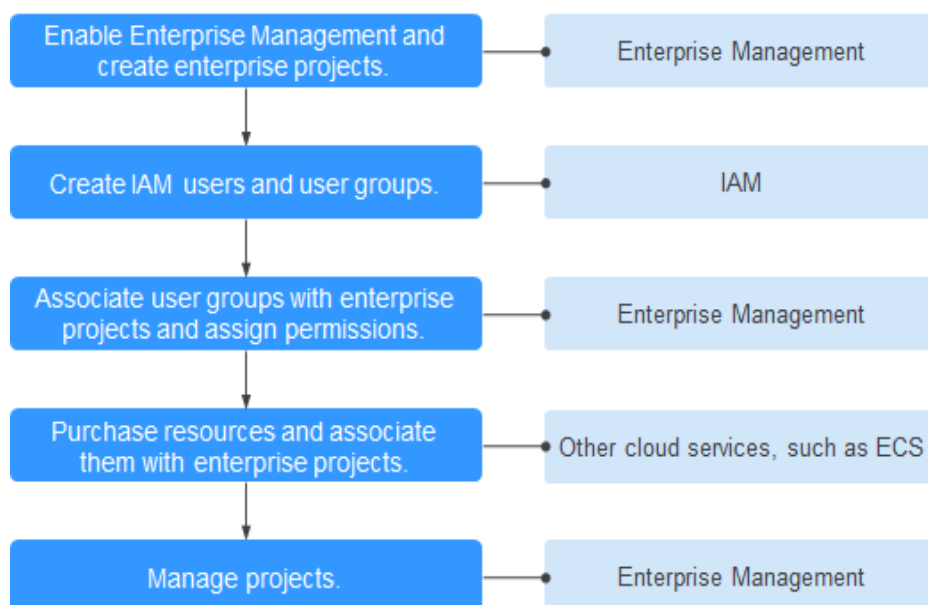 Enable Enterprise Management and
create enterprise projects.
Enterprise Management
Create IAM users and user groups.
IAM
Associate user groups with enterprise
projects and assign permissions.
Enterprise Management
Purchase resources and associate
them with enterprise projects.
Other cloud services, such as ECS
Manage projects.
Enterprise Management